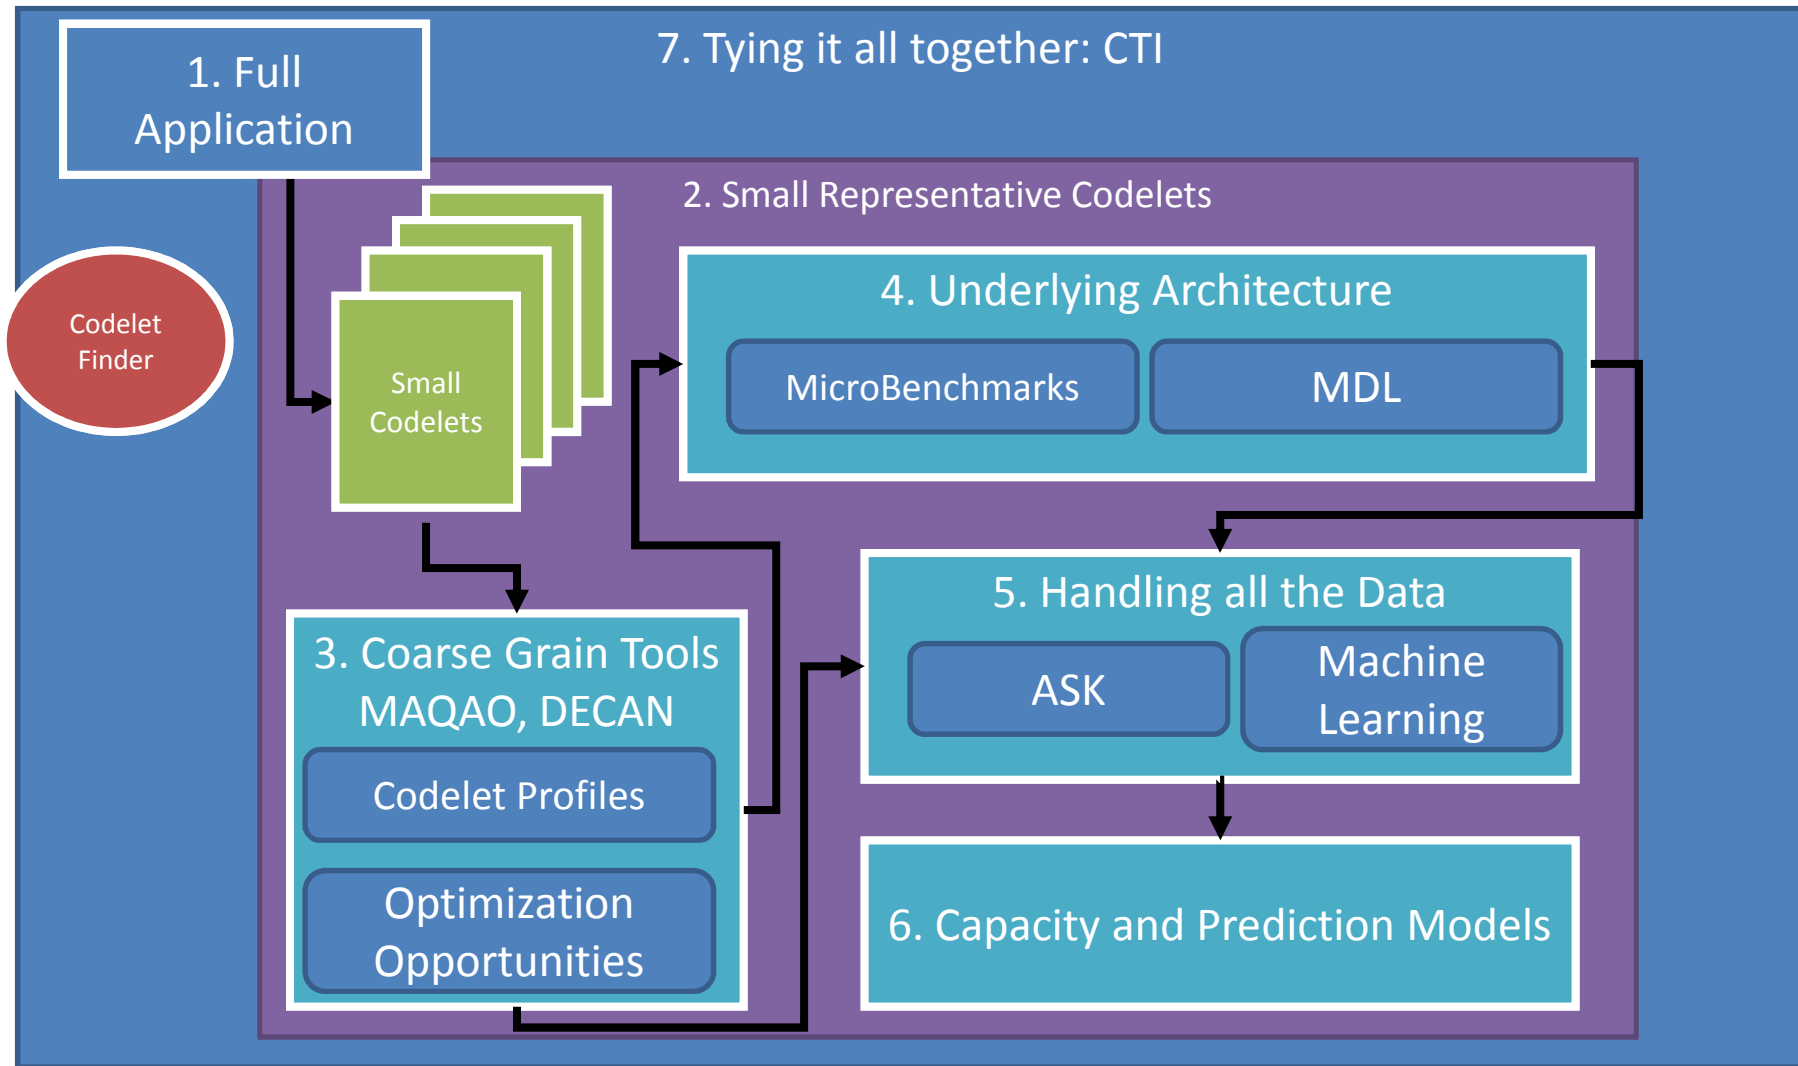 7. Tying it all together: CTI
1. Full
Application
2. Small Representative Codelets
Codelet
Finder
Small
Codelets
4. Underlying Architecture
MicroBenchmarks
MDL
3. Coarse Grain Tools
MAQAO, DECAN
Codelet Profiles
Optimization
Opportunities
5. Handling all the Data
ASK
Machine
Learning
6. Capacity and Prediction Models